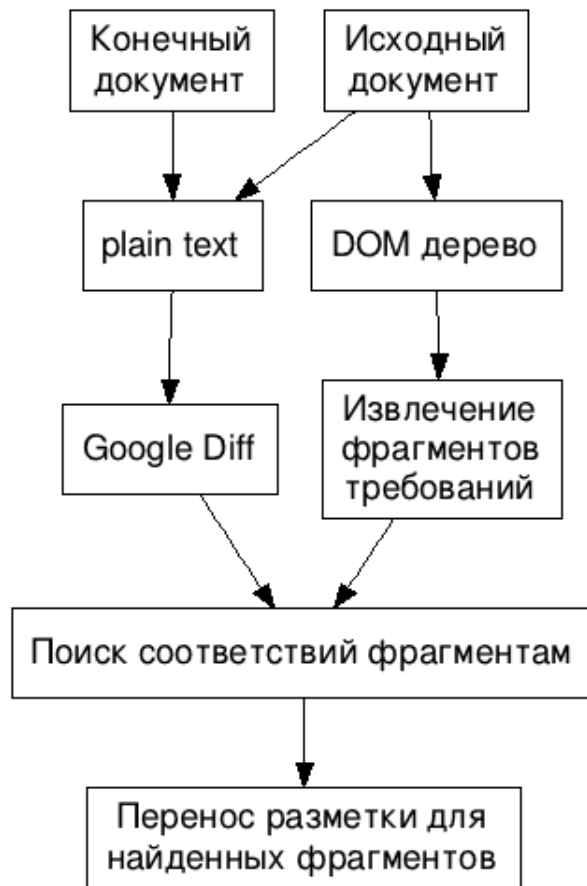 Конечный
документ
Исходный
документ
plain text
DOM дерево
Google Diff
Извлечение
фрагментов
требований
Поиск соответствий фрагментам
Перенос разметки для
найденных фрагментов